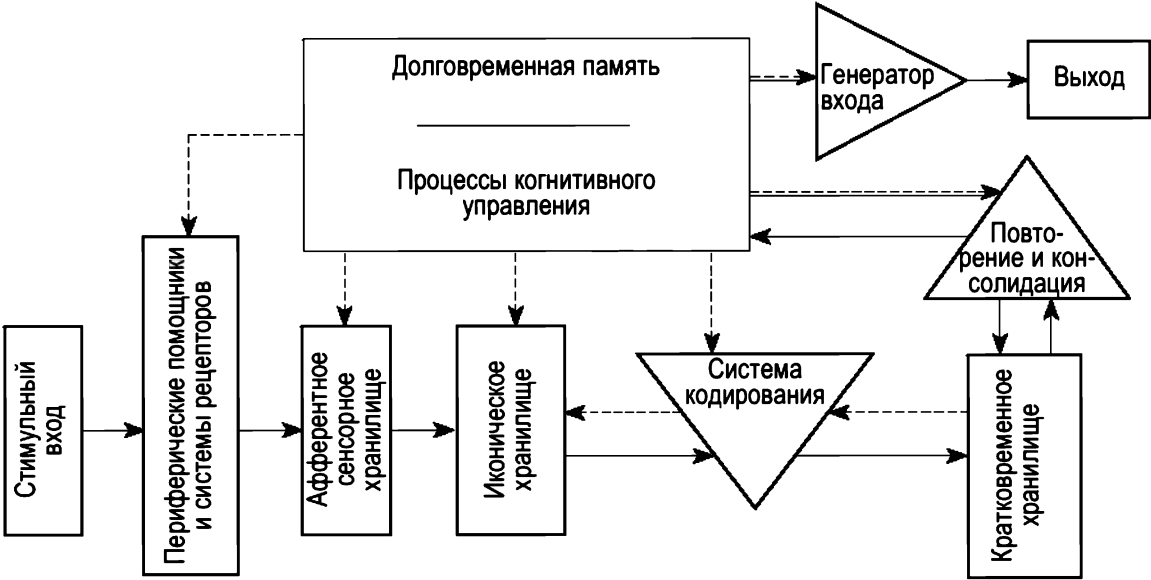 Долговременная память
Процессы когнитивного
управления
Генератор
входа
Выход
Повто-
рение и кон-
солидация
Стимульный
вход
Периферические помощники
и системы рецепторов
Афферентное
сенсорное
хранилище
Иконическое
хранилище
Система
кодирования
Кратковременное
хранилище